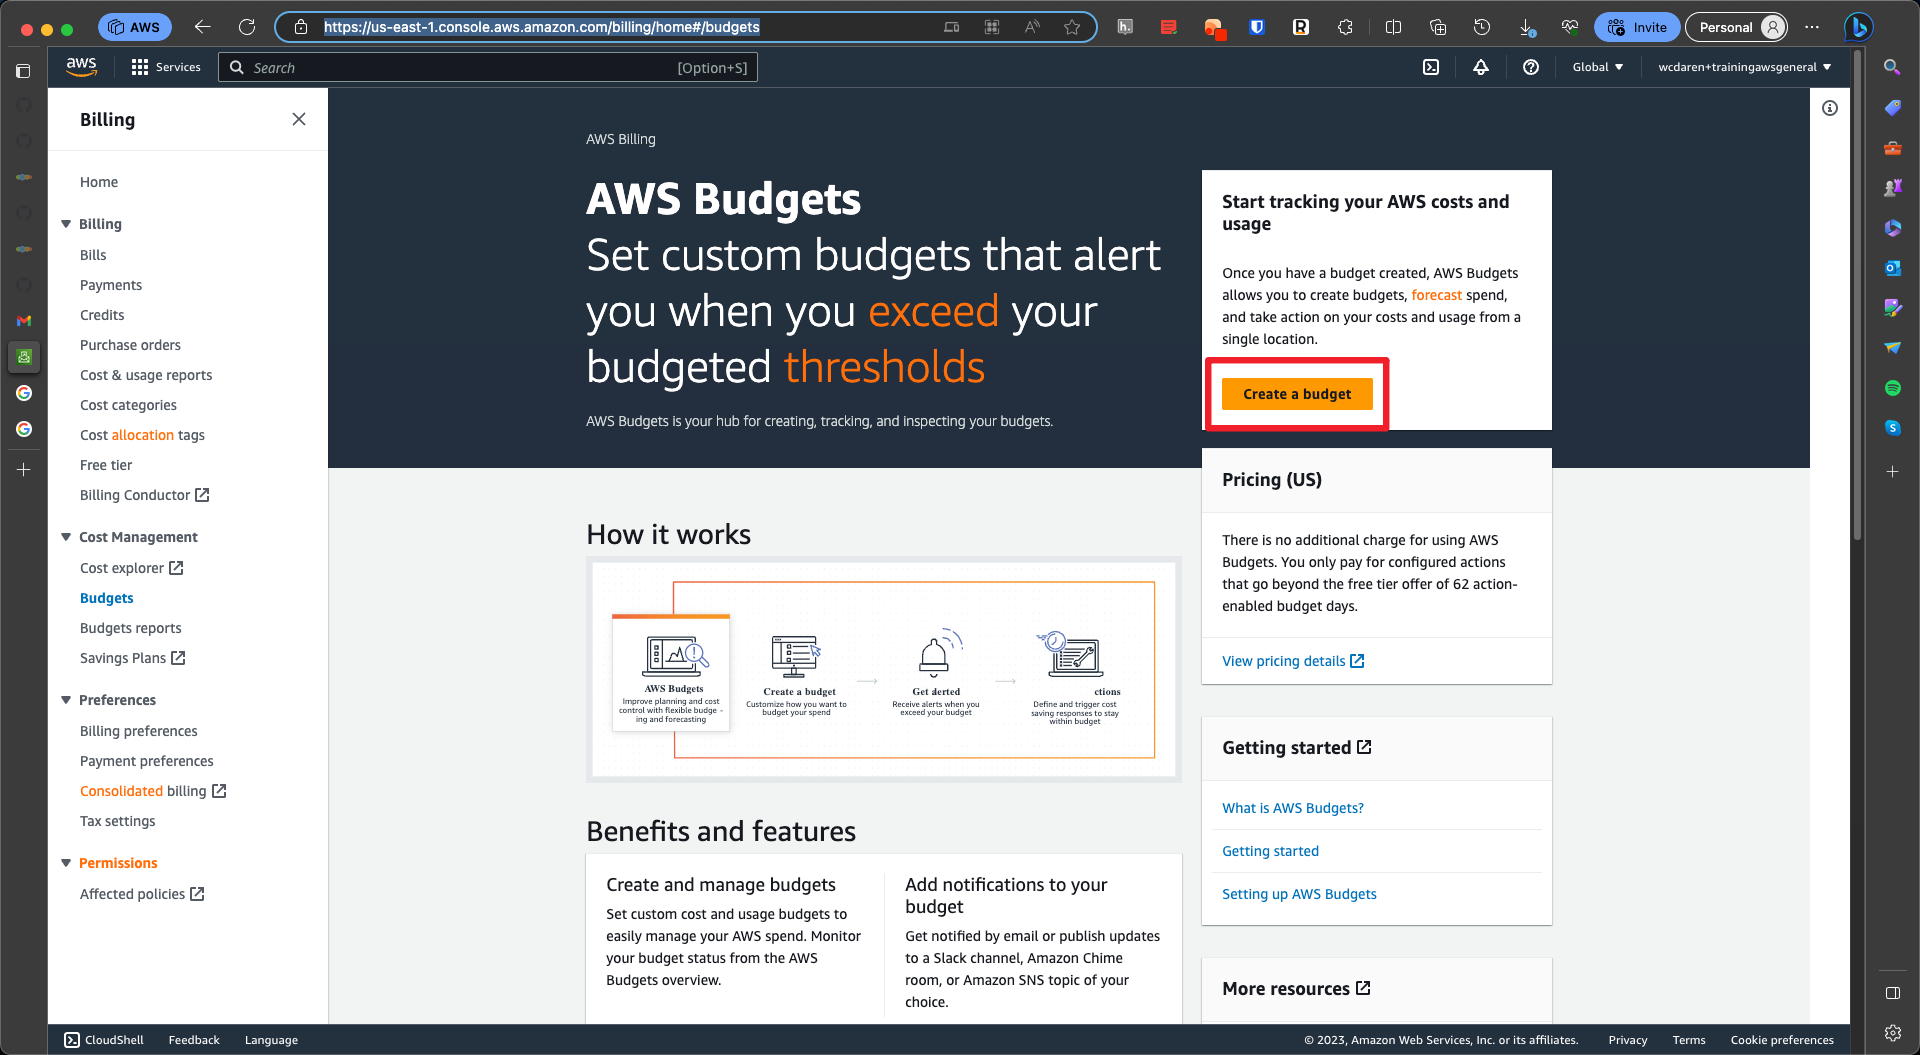 AWS
https://us-east-1.console.aws.amazon.com/billing/home#/budgets
Invite
Personal
aws
Services
Search
[Option+S]
Global
wcdaren+trainingawsgeneral
Billing
Home
Billing
Bills
Payments
Credits
Purchase orders
Cost & usage reports
Cost categories
Cost allocation tags
Free tier
Billing Conductor
Cost Management
Cost explorer
Budgets
Budgets reports
Savings Plans
Preferences
Billing preferences
Payment preferences
Consolidated billing
Tax settings
Permissions
Affected policies
AWS Billing
AWS Budgets
Set custom budgets that alert
you when you exceed your
budgeted thresholds
AWS Budgets is your hub for creating, tracking, and inspecting your budgets.
Start tracking your AWS costs and
usage
Once you have a budget created, AWS Budgets
allows you to create budgets, forecast spend,
and take action on your costs and usage from a
single location.
Create a budget
How it works
AWS Budgets
Improve planning and cost
control with flexible budge -
ing and forecasting
Create a budget
Customize how you want to
budget your spend
Get alerted
Receive alerts when you
exceed your budget
ctions
Define and trigger cost
saving responses to stay
within budget
Benefits and features
Create and manage budgets
Set custom cost and usage budgets to
easily manage your AWS spend. Monitor
your budget status from the AWS
Budgets overview.
Add notifications to your
budget
Get notified by email or publish updates
to a Slack channel, Amazon Chime
room, or Amazon SNS topic of your
choice.
Pricing (US)
There is no additional charge for using AWS
Budgets. You only pay for configured actions
that go beyond the free tier offer of 62 action-
enabled budget days.
View pricing details
Getting started
What is AWS Budgets?
Getting started
Setting up AWS Budgets
More resources
CloudShell
Feedback
Language
© 2023, Amazon Web Services, Inc. or its affiliates.
Privacy
Terms
Cookie preferences